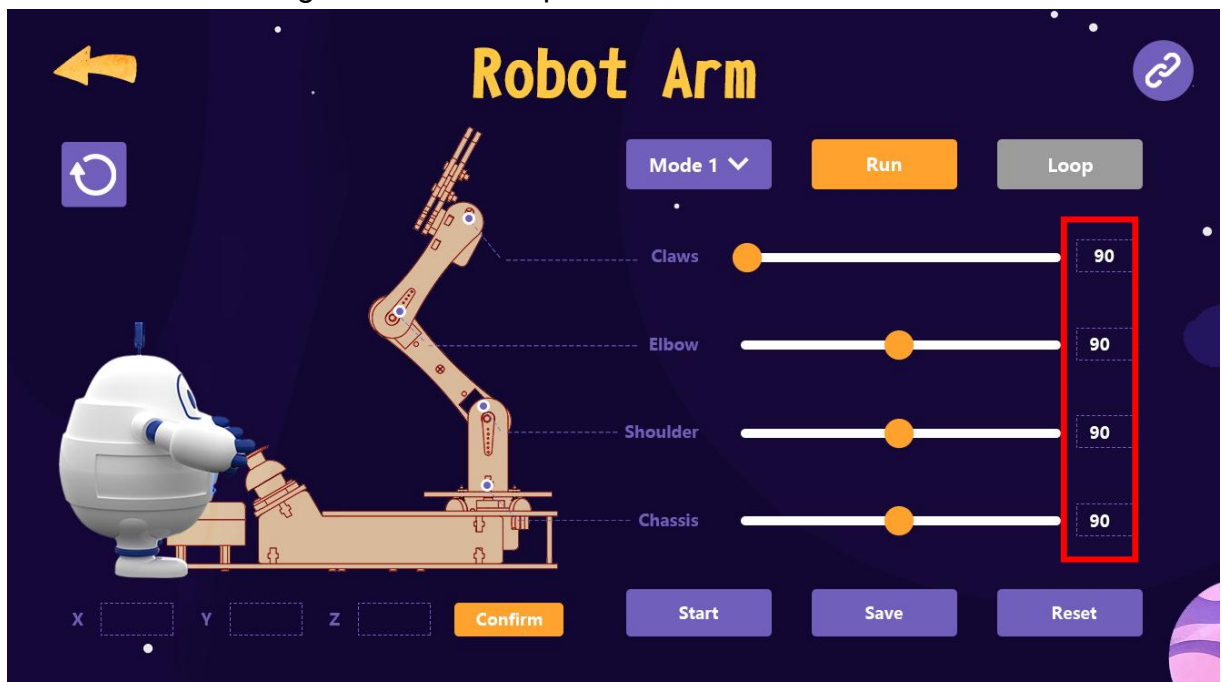 Robot Arm
Mode 1
Run
Loop
Claws
90
Elbow
90
Shoulder
90
Chassis
90
X
Y
Z
Confirm
Start
Save
Reset